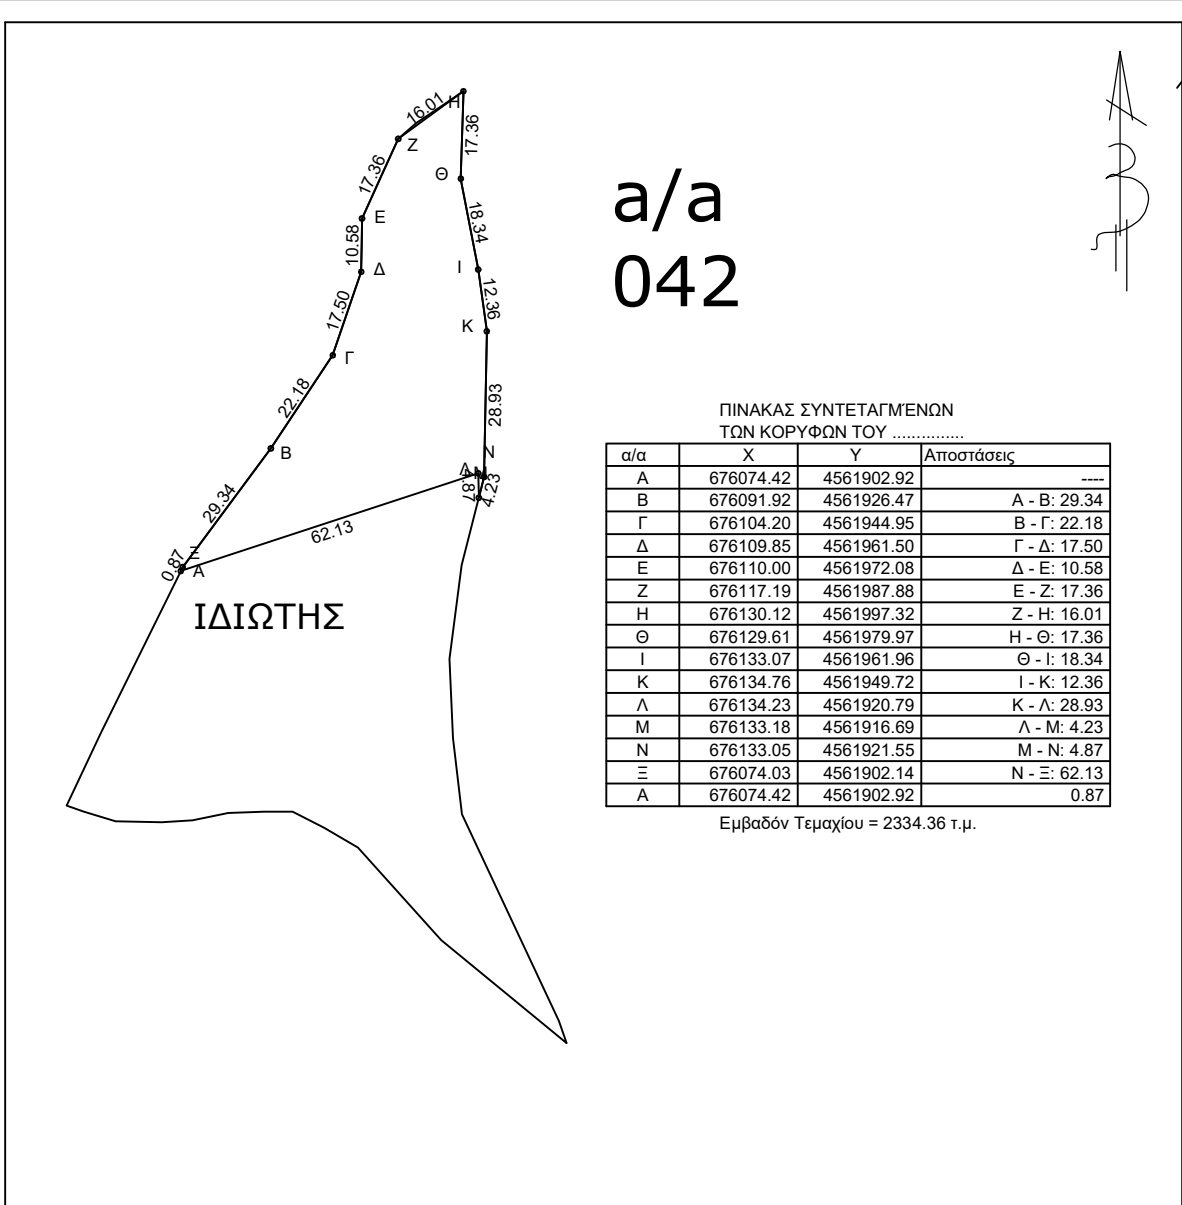 16.01
H
Z
17.36
17.36
Θ
E
18.34
10.58
Δ
I
12.36
K
17.50
Γ
22.18
28.93
B
N
Λ
M
4.87
4.23
29.34
62.13
Ξ
0.87
A
ΙΔΙΩΤΗΣ
a/a
042
ΠΙΝΑΚΑΣ ΣΥΝΤΕΤΑΓΜΈΝΩΝ
ΤΩΝ ΚΟΡΥΦΩΝ ΤΟΥ ...............
α/α X Y Αποστάσεις
Α 676074.42 4561902.92 ----
Β 676091.92 4561926.47 Α - Β: 29.34
Γ 676104.20 4561944.95 Β - Γ: 22.18
Δ 676109.85 4561961.50 Γ - Δ: 17.50
Ε 676110.00 4561972.08 Δ - Ε: 10.58
Ζ 676117.19 4561987.88 Ε - Ζ: 17.36
Η 676130.12 4561997.32 Ζ - Η: 16.01
Θ 676129.61 4561979.97 Η - Θ: 17.36
Ι 676133.07 4561961.96 Θ - Ι: 18.34
Κ 676134.76 4561949.72 Ι - Κ: 12.36
Λ 676134.23 4561920.79 Κ - Λ: 28.93
Μ 676133.18 4561916.69 Λ - Μ: 4.23
Ν 676133.05 4561921.55 Μ - Ν: 4.87
Ξ 676074.03 4561902.14 Ν - Ξ: 62.13
Α 676074.42 4561902.92 0.87
Εμβαδόν Τεμαχίου = 2334.36 τ.μ.